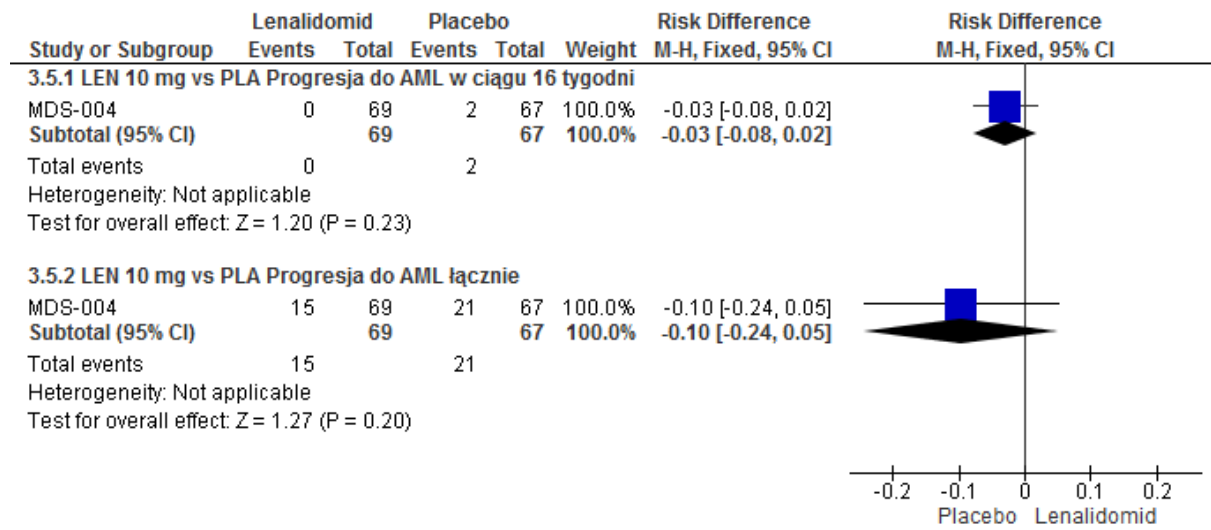 Lenalidomid Placebo Risk Difference Risk Difference
Study or Subgroup Events Total Events Total Weight M-H, Fixed, 95% CI M-H, Fixed, 95% CI
3.5.1 LEN 10 mg vs PLA Progresja do AML w ciągu 16 tygodni
MDS-004 0 69 2 67 100.0% -0.03 [-0.08, 0.02]
Subtotal (95% CI) 69 67 100.0% -0.03 [-0.08, 0.02]
Total events 0 2
Heterogeneity: Not applicable
Test for overall effect: Z = 1.20 (P = 0.23)
3.5.2 LEN 10 mg vs PLA Progresja do AML łącznie
MDS-004 15 69 21 67 100.0% -0.10 [-0.24, 0.05]
Subtotal (95% CI) 69 67 100.0% -0.10 [-0.24, 0.05]
Total events 15 21
Heterogeneity: Not applicable
Test for overall effect: Z = 1.27 (P = 0.20)
-0.2 -0.1 0 0.1 0.2
Placebo Lenalidomid